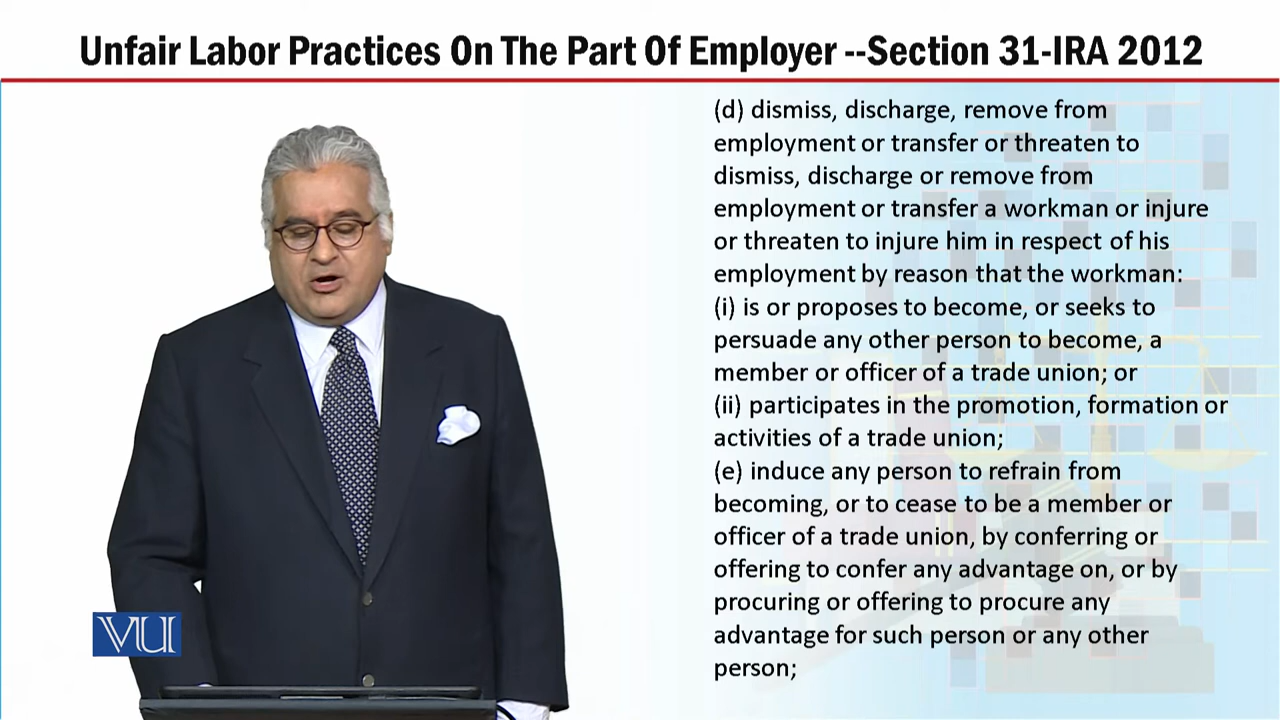 Unfair Labor Practices On The Part Of Employer --Section 31-IRA 2012
(d) dismiss, discharge, remove from
employment or transfer or threaten to
dismiss, discharge or remove from
employment or transfer a workman or injure
or threaten to injure him in respect of his
employment by reason that the workman:
(i) is or proposes to become, or seeks to
persuade any other person to become, a
member or officer of a trade union; or
(ii) participates in the promotion, formation or
activities of a trade union;
(e) induce any person to refrain from
becoming, or to cease to be a member or
officer of a trade union, by conferring or
offering to confer any advantage on, or by
procuring or offering to procure any
advantage for such person or any other
person;
VU